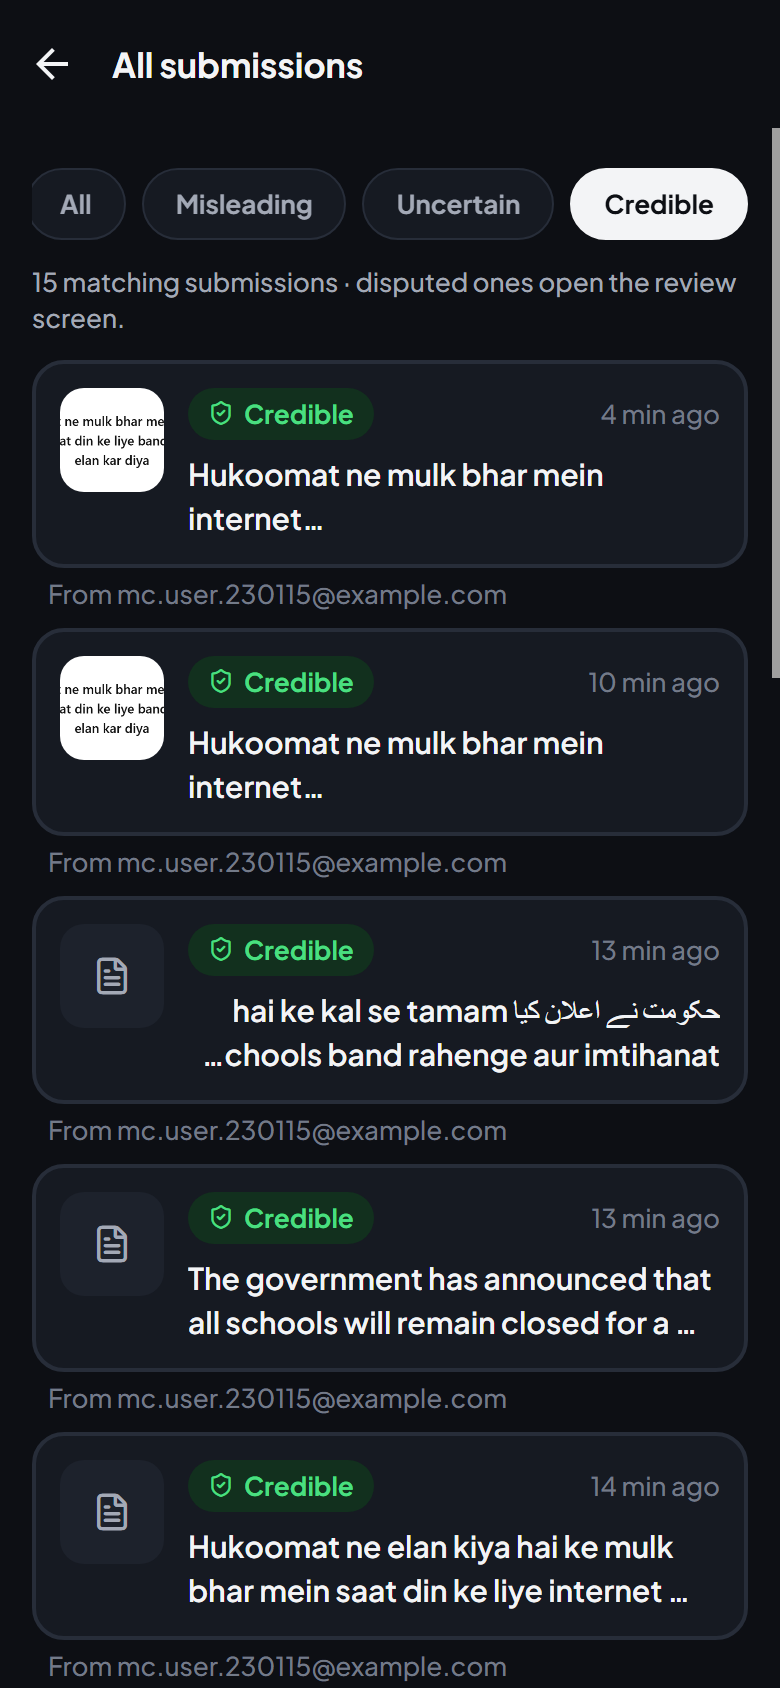 All submissions
All Misleading Uncertain Credible
15 matching submissions · disputed ones open the review
screen.
ne mulk bhar me
at din ke liye band
elan kar diya
Credible 4 min ago
Hukoomat ne mulk bhar mein
internet...
From mc.user.230115@example.com
ne mulk bhar me
at din ke liye band
elan kar diya
Credible 10 min ago
Hukoomat ne mulk bhar mein
internet...
From mc.user.230115@example.com
Credible 13 min ago
حکومت نے اعلان کیا hai ke kal se tamam
chools band rahenge aur imtihanat...
From mc.user.230115@example.com
Credible 13 min ago
The government has announced that
all schools will remain closed for a ...
From mc.user.230115@example.com
Credible 14 min ago
Hukoomat ne elan kiya hai ke mulk
bhar mein saat din ke liye internet ...
From mc.user.230115@example.com